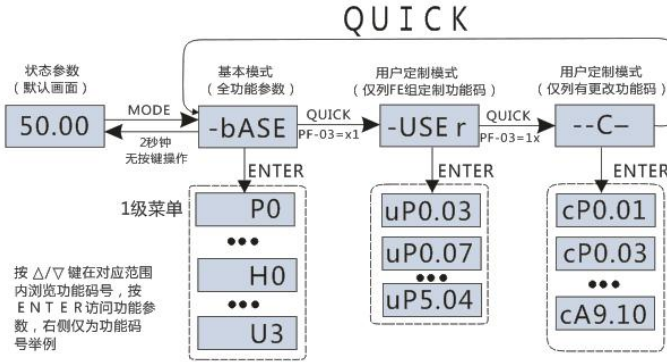 QUICK
状态参数
（默认画面）
基本模式
（全功能参数）
用户定制模式
（仅列FE组定制功能码）
用户定制模式
（仅列有更改功能码）
50.00
MODE
2秒钟
无按键操作
-bASE
QUICK
PF-03=x1
-USE r
QUICK
PF-03=1x
--C–
ENTER
ENTER
ENTER
1级菜单
P0
•••
H0
•••
U3
uP0.03
uP0.07
•••
uP5.04
cP0.01
cP0.03
•••
cA9.10
按 △/▽ 键在对应范围
内浏览功能码号，按
ENTER访问功能参
数，右侧仅为功能码
号举例